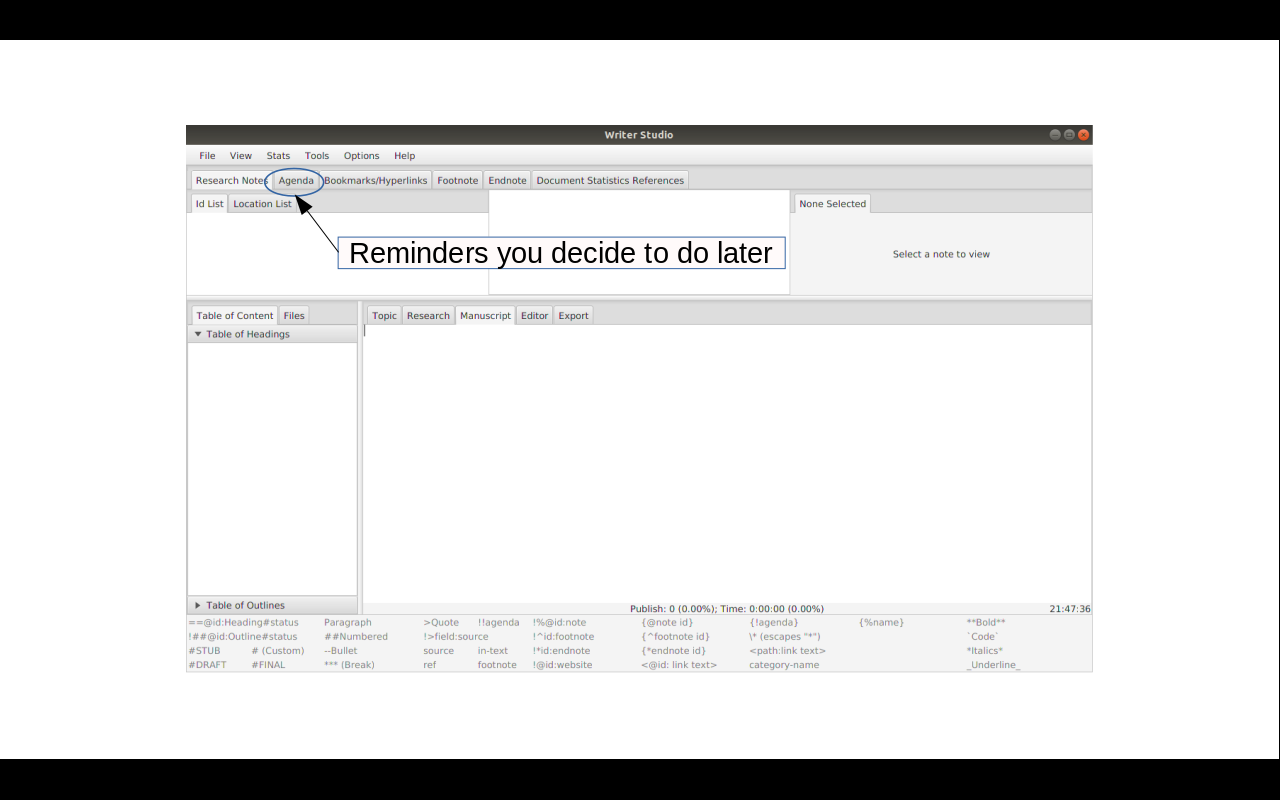 Writer Studio
File View Stats Tools Options Help
Research Notes Agenda Bookmarks/Hyperlinks Footnote Endnote Document Statistics References
Id List Location List None Selected
Reminders you decide to do later
Select a note to view
Table of Content Files Topic Research Manuscript Editor Export
Table of Headings
Table of Outlines
Publish: 0 (0.00%); Time: 0:00:00 (0.00%) 21:47:36
==@id:Heading#status Paragraph >Quote !!agenda !%@id:note {@note id} {!agenda} {%name} **Bold**
!##@id:Outline#status ##Numbered !>field:source !^id:footnote {^footnote id} \* (escapes "*") `Code`
#STUB # (Custom) --Bullet source in-text !*id:endnote {*endnote id} <path:link text> *Italics*
#DRAFT #FINAL *** (Break) ref footnote !@id:website <@id: link text> category-name _Underline_